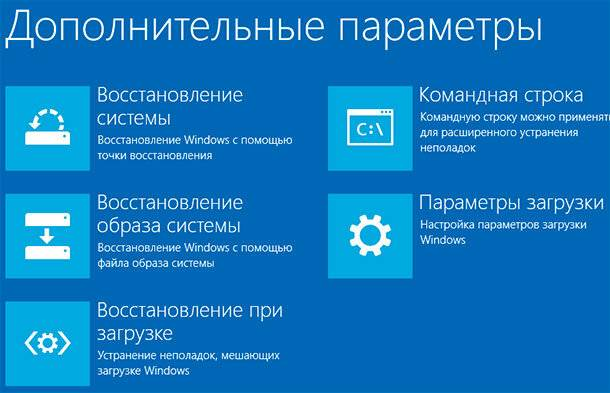 Дополнительные параметры
Восстановление
системы
Восстановление Windows с помощью
точки восстановления
Восстановление
образа системы
Восстановление Windows с помощью
файла образа системы
Восстановление при
загрузке
Устранение неполадок, мешающих
загрузке Windows
C:\
Командная строка
Командную строку можно применят
для расширенного устранения
неполадок
Параметры загрузки
Настройка параметров загрузки
Windows